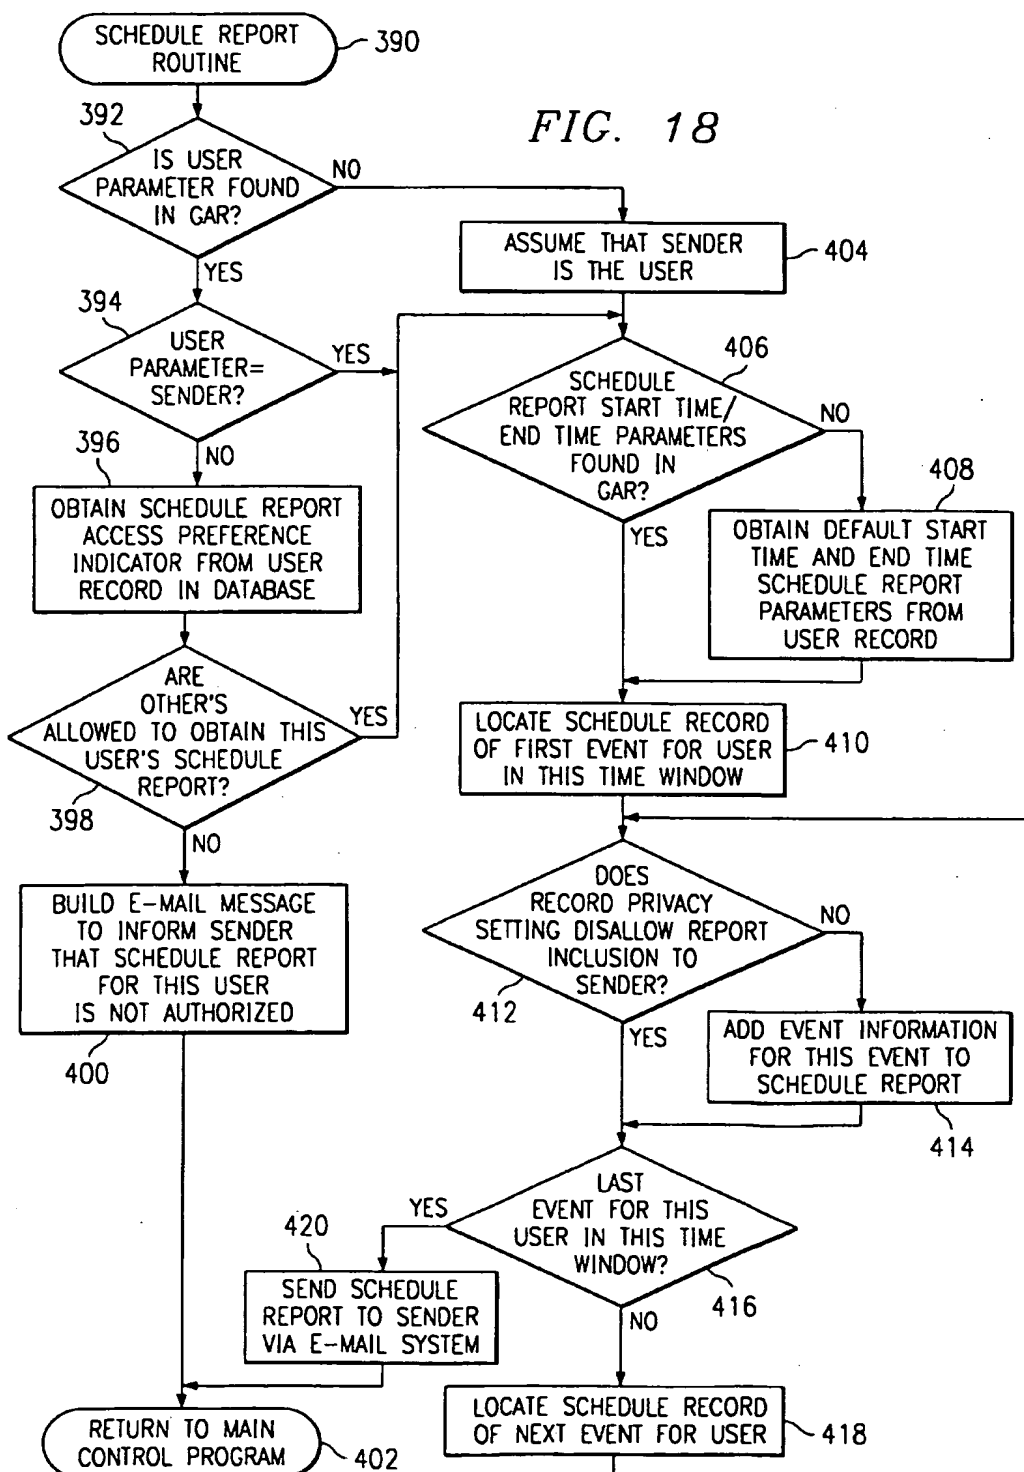 SCHEDULE REPORT
ROUTINE
390
FIG. 18
392
IS USER
PARAMETER FOUND
IN GAR?
NO
YES
ASSUME THAT SENDER
IS THE USER
404
394
USER
PARAMETER=
SENDER?
YES
NO
406
SCHEDULE
REPORT START TIME/
END TIME PARAMETERS
FOUND IN
GAR?
NO
YES
396
OBTAIN SCHEDULE REPORT
ACCESS PREFERENCE
INDICATOR FROM USER
RECORD IN DATABASE
408
OBTAIN DEFAULT START
TIME AND END TIME
SCHEDULE REPORT
PARAMETERS FROM
USER RECORD
ARE
OTHER'S
ALLOWED TO OBTAIN THIS
USER'S SCHEDULE
REPORT?
YES
398
NO
LOCATE SCHEDULE RECORD
OF FIRST EVENT FOR USER
IN THIS TIME WINDOW
410
BUILD E-MAIL MESSAGE
TO INFORM SENDER
THAT SCHEDULE REPORT
FOR THIS USER
IS NOT AUTHORIZED
400
DOES
RECORD PRIVACY
SETTING DISALLOW REPORT
INCLUSION TO
SENDER?
NO
412
YES
ADD EVENT INFORMATION
FOR THIS EVENT TO
SCHEDULE REPORT
414
LAST
EVENT FOR THIS
USER IN THIS TIME
WINDOW?
YES
416
NO
420
SEND SCHEDULE
REPORT TO SENDER
VIA E-MAIL SYSTEM
LOCATE SCHEDULE RECORD
OF NEXT EVENT FOR USER
418
RETURN TO MAIN
CONTROL PROGRAM
402